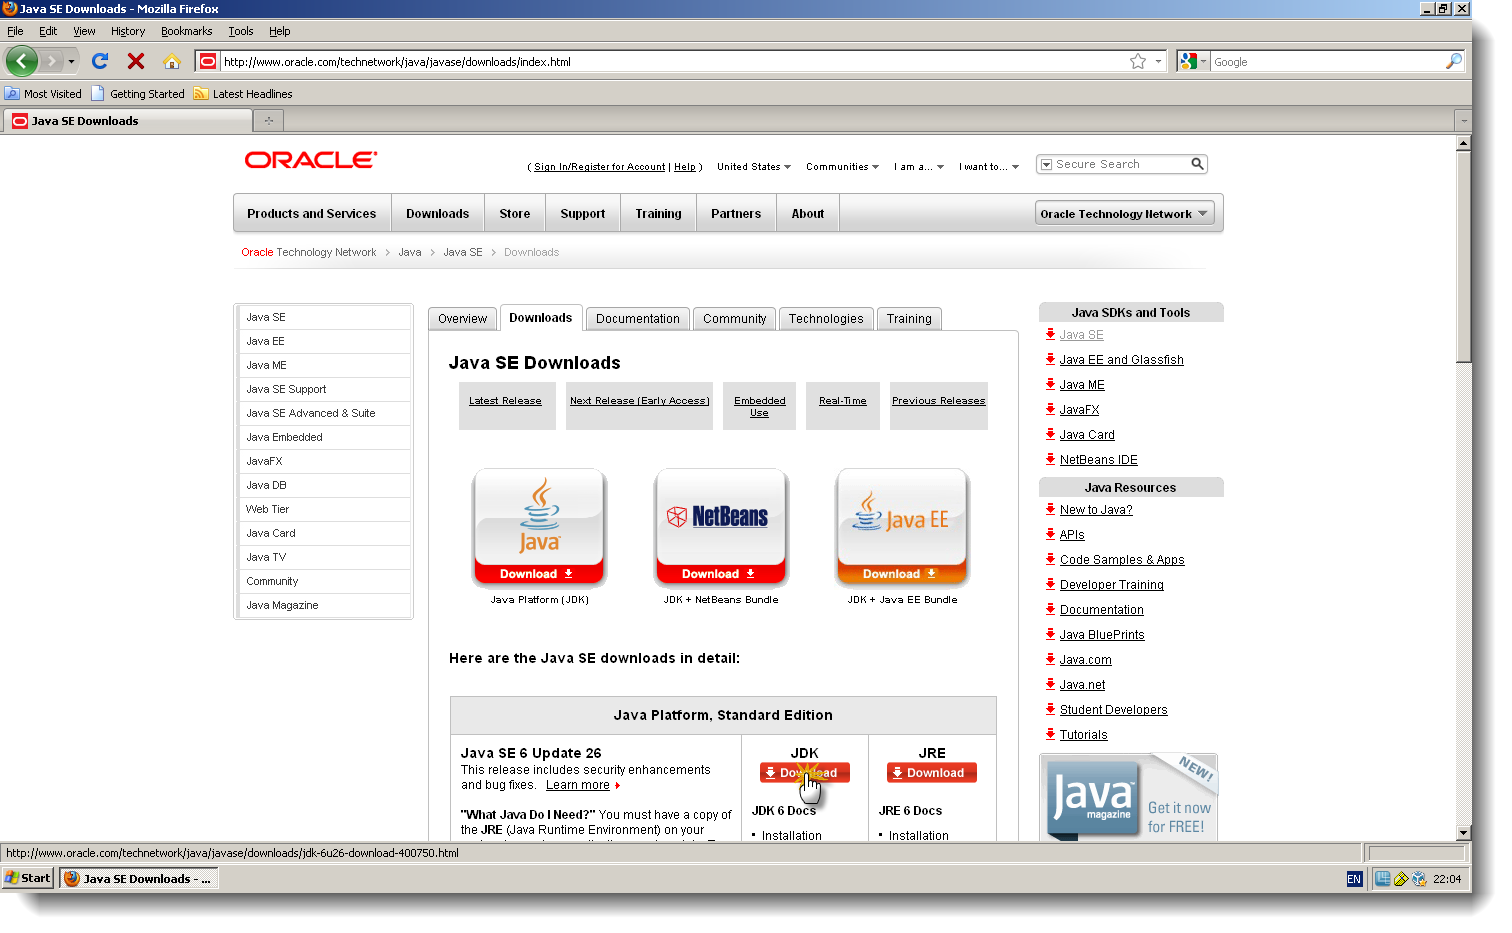 Java SE Downloads - Mozilla Firefox
File Edit View History Bookmarks Tools Help
http://www.oracle.com/technetwork/java/javase/downloads/index.html
Google
Most Visited Getting Started Latest Headlines
Java SE Downloads
ORACLE
( Sign In/Register for Account | Help ) United States Communities I am a... I want to... Secure Search
Products and Services Downloads Store Support Training Partners About Oracle Technology Network
Oracle Technology Network > Java > Java SE > Downloads
Java SE
Java EE
Java ME
Java SE Support
Java SE Advanced & Suite
Java Embedded
JavaFX
Java DB
Web Tier
Java Card
Java TV
Community
Java Magazine
Overview Downloads Documentation Community Technologies Training
Java SE Downloads
Latest Release Next Release (Early Access) Embedded Use Real-Time Previous Releases
Java
Download
Java Platform (JDK)
NetBeans
Download
JDK + NetBeans Bundle
Java EE
Download
JDK + Java EE Bundle
Here are the Java SE downloads in detail:
Java Platform, Standard Edition
Java SE 6 Update 26
This release includes security enhancements
and bug fixes. Learn more
"What Java Do I Need?" You must have a copy of
the JRE (Java Runtime Environment) on your
JDK
Download
JDK 6 Docs
Installation
JRE
Download
JRE 6 Docs
Installation
Java SDKs and Tools
Java SE
Java EE and Glassfish
Java ME
JavaFX
Java Card
NetBeans IDE
Java Resources
New to Java?
APIs
Code Samples & Apps
Developer Training
Documentation
Java BluePrints
Java.com
Java.net
Student Developers
Tutorials
NEW!
Java magazine
Get it now
for FREE!
http://www.oracle.com/technetwork/java/javase/downloads/jdk-6u26-download-400750.html
Start Java SE Downloads - ... EN 22:04